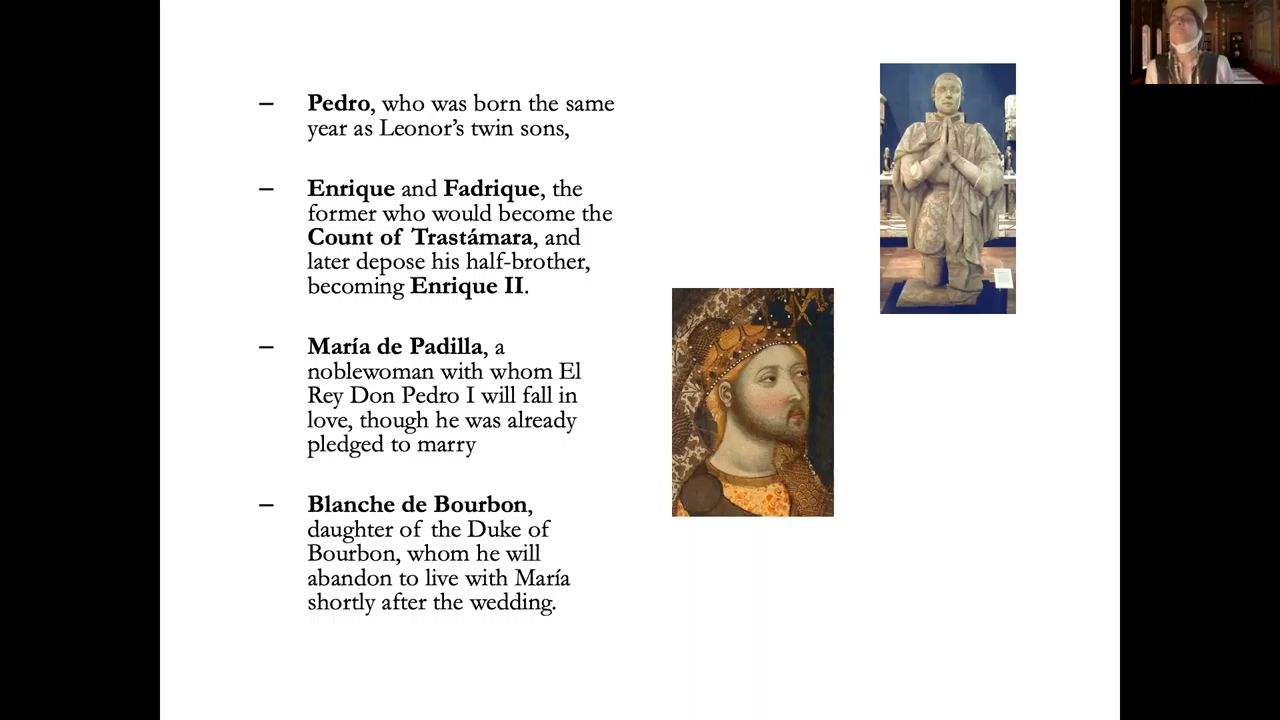 – Pedro, who was born the same
year as Leonor’s twin sons,
– Enrique and Fadrique, the
former who would become the
Count of Trastámara, and
later depose his half-brother,
becoming Enrique II.
– María de Padilla, a
noblewoman with whom El
Rey Don Pedro I will fall in
love, though he was already
pledged to marry
– Blanche de Bourbon,
daughter of the Duke of
Bourbon, whom he will
abandon to live with María
shortly after the wedding.